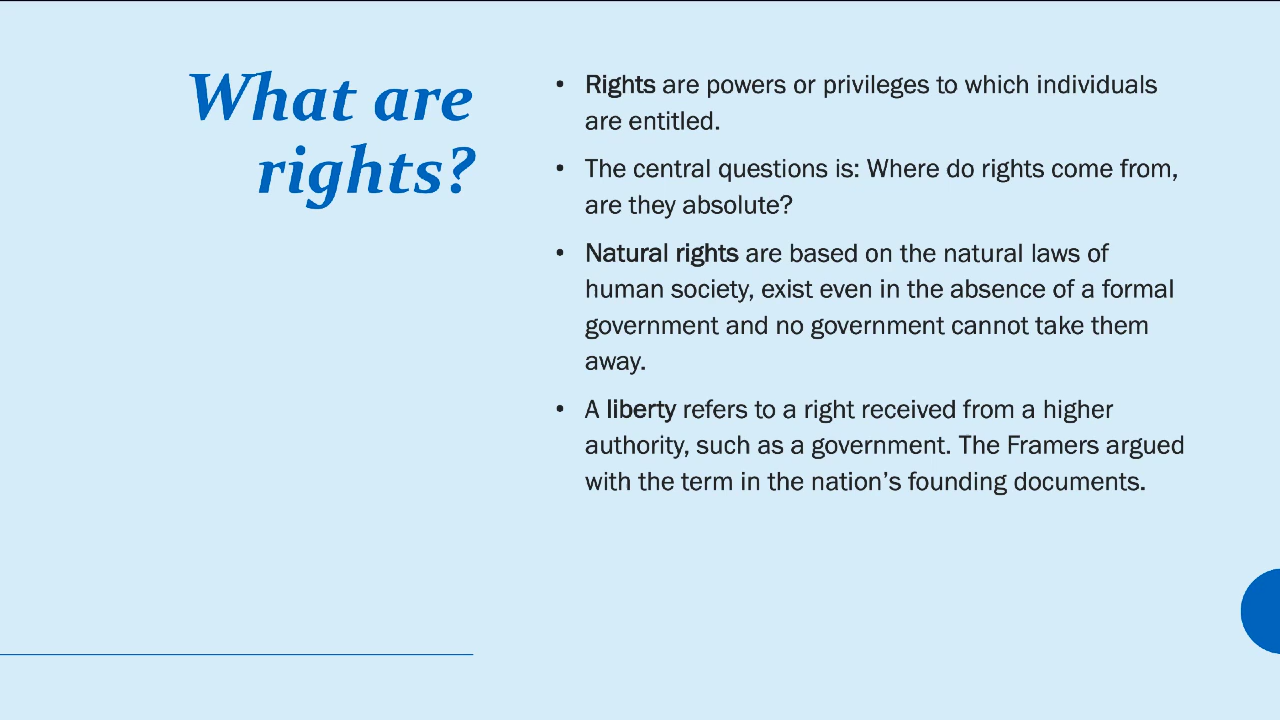 What are
rights?
• Rights are powers or privileges to which individuals
are entitled.
• The central questions is: Where do rights come from,
are they absolute?
• Natural rights are based on the natural laws of
human society, exist even in the absence of a formal
government and no government cannot take them
away.
• A liberty refers to a right received from a higher
authority, such as a government. The Framers argued
with the term in the nation’s founding documents.